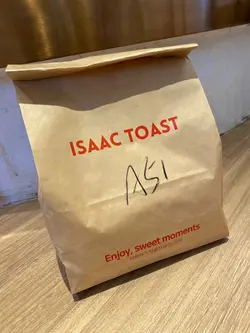 ISAAC TOAST
A51
Enjoy, sweet moments